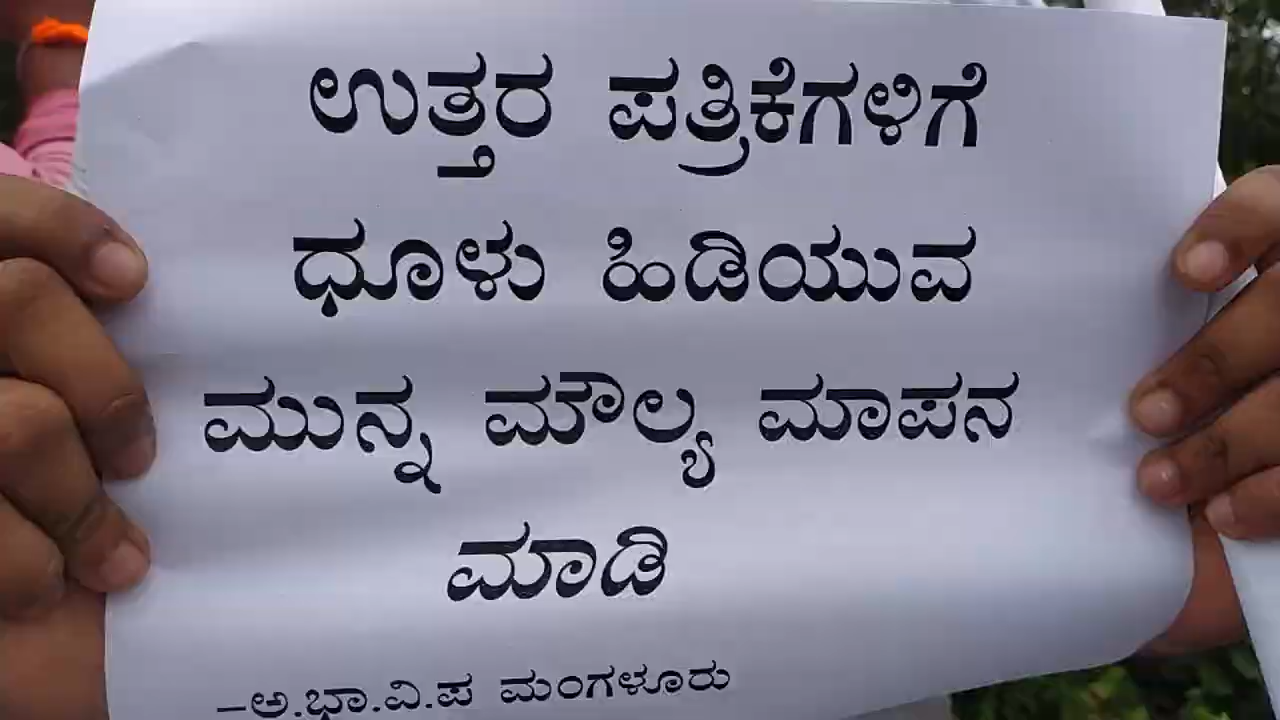 ಉತ್ತರ ಪತ್ರಿಕೆಗಳಿಗೆ
ಧೂಳು ಹಿಡಿಯುವ
ಮುನ್ನ ಮೌಲ್ಯ ಮಾಪನ
ಮಾಡಿ
–ಅ.ಭಾ.ವಿ.ಪ ಮಂಗಳೂರು